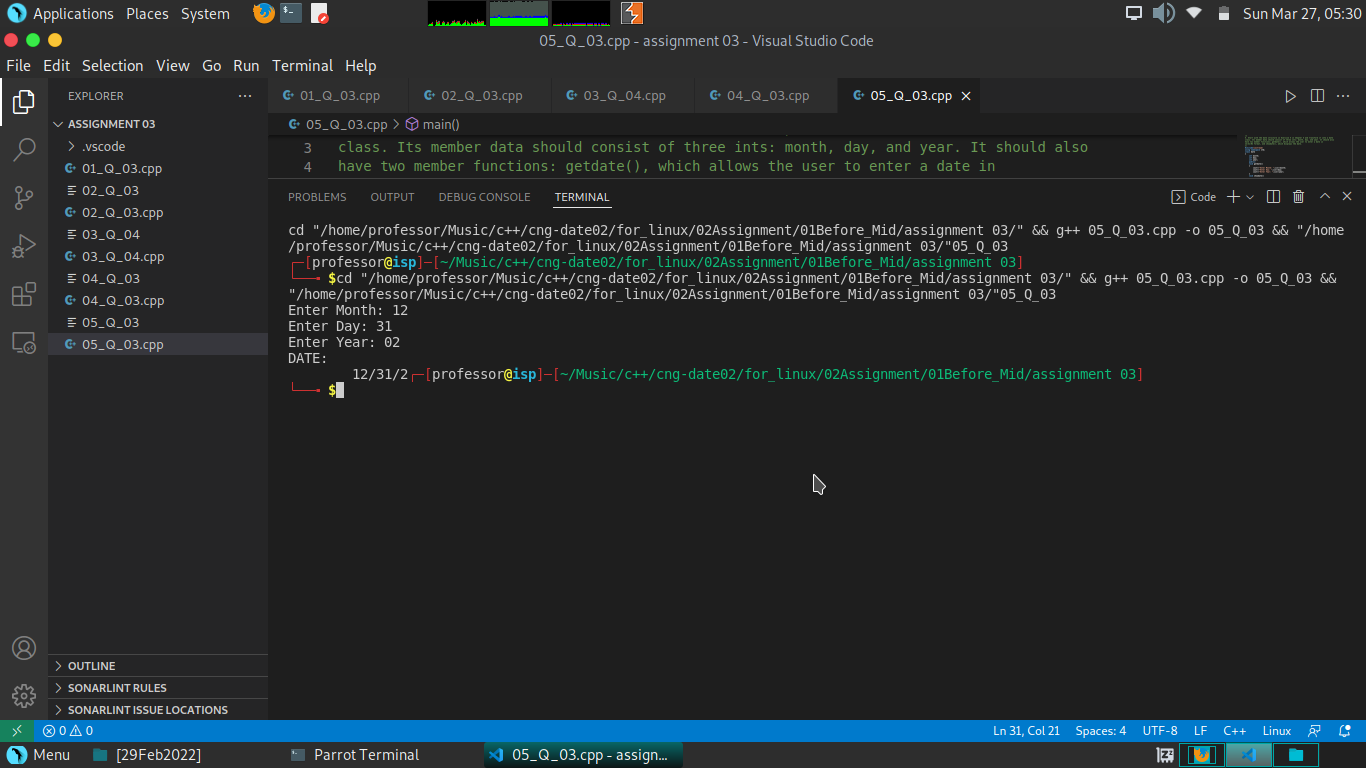 Applications Places System
Sun Mar 27, 05:30
05_Q_03.cpp - assignment 03 - Visual Studio Code
File Edit Selection View Go Run Terminal Help
EXPLORER
ASSIGNMENT 03
.vscode
01_Q_03.cpp
02_Q_03
02_Q_03.cpp
03_Q_04
03_Q_04.cpp
04_Q_03
04_Q_03.cpp
05_Q_03
05_Q_03.cpp
OUTLINE
SONARLINT RULES
SONARLINT ISSUE LOCATIONS
01_Q_03.cpp 02_Q_03.cpp 03_Q_04.cpp 04_Q_03.cpp 05_Q_03.cpp
05_Q_03.cpp > main()
3 class. Its member data should consist of three ints: month, day, and year. It should also
4 have two member functions: getdate(), which allows the user to enter a date in
PROBLEMS OUTPUT DEBUG CONSOLE TERMINAL Code
cd "/home/professor/Music/c++/cng-date02/for_linux/02Assignment/01Before_Mid/assignment 03/" && g++ 05_Q_03.cpp -o 05_Q_03 && "/home
/professor/Music/c++/cng-date02/for_linux/02Assignment/01Before_Mid/assignment 03/"05_Q_03
┌─[professor@isp]─[~/Music/c++/cng-date02/for_linux/02Assignment/01Before_Mid/assignment 03]
└──╼ $cd "/home/professor/Music/c++/cng-date02/for_linux/02Assignment/01Before_Mid/assignment 03/" && g++ 05_Q_03.cpp -o 05_Q_03 &&
"/home/professor/Music/c++/cng-date02/for_linux/02Assignment/01Before_Mid/assignment 03/"05_Q_03
Enter Month: 12
Enter Day: 31
Enter Year: 02
DATE:
12/31/2┌─[professor@isp]─[~/Music/c++/cng-date02/for_linux/02Assignment/01Before_Mid/assignment 03]
└──╼ $
0 0
Ln 31, Col 21 Spaces: 4 UTF-8 LF C++ Linux
Menu [29Feb2022] Parrot Terminal 05_Q_03.cpp - assign...